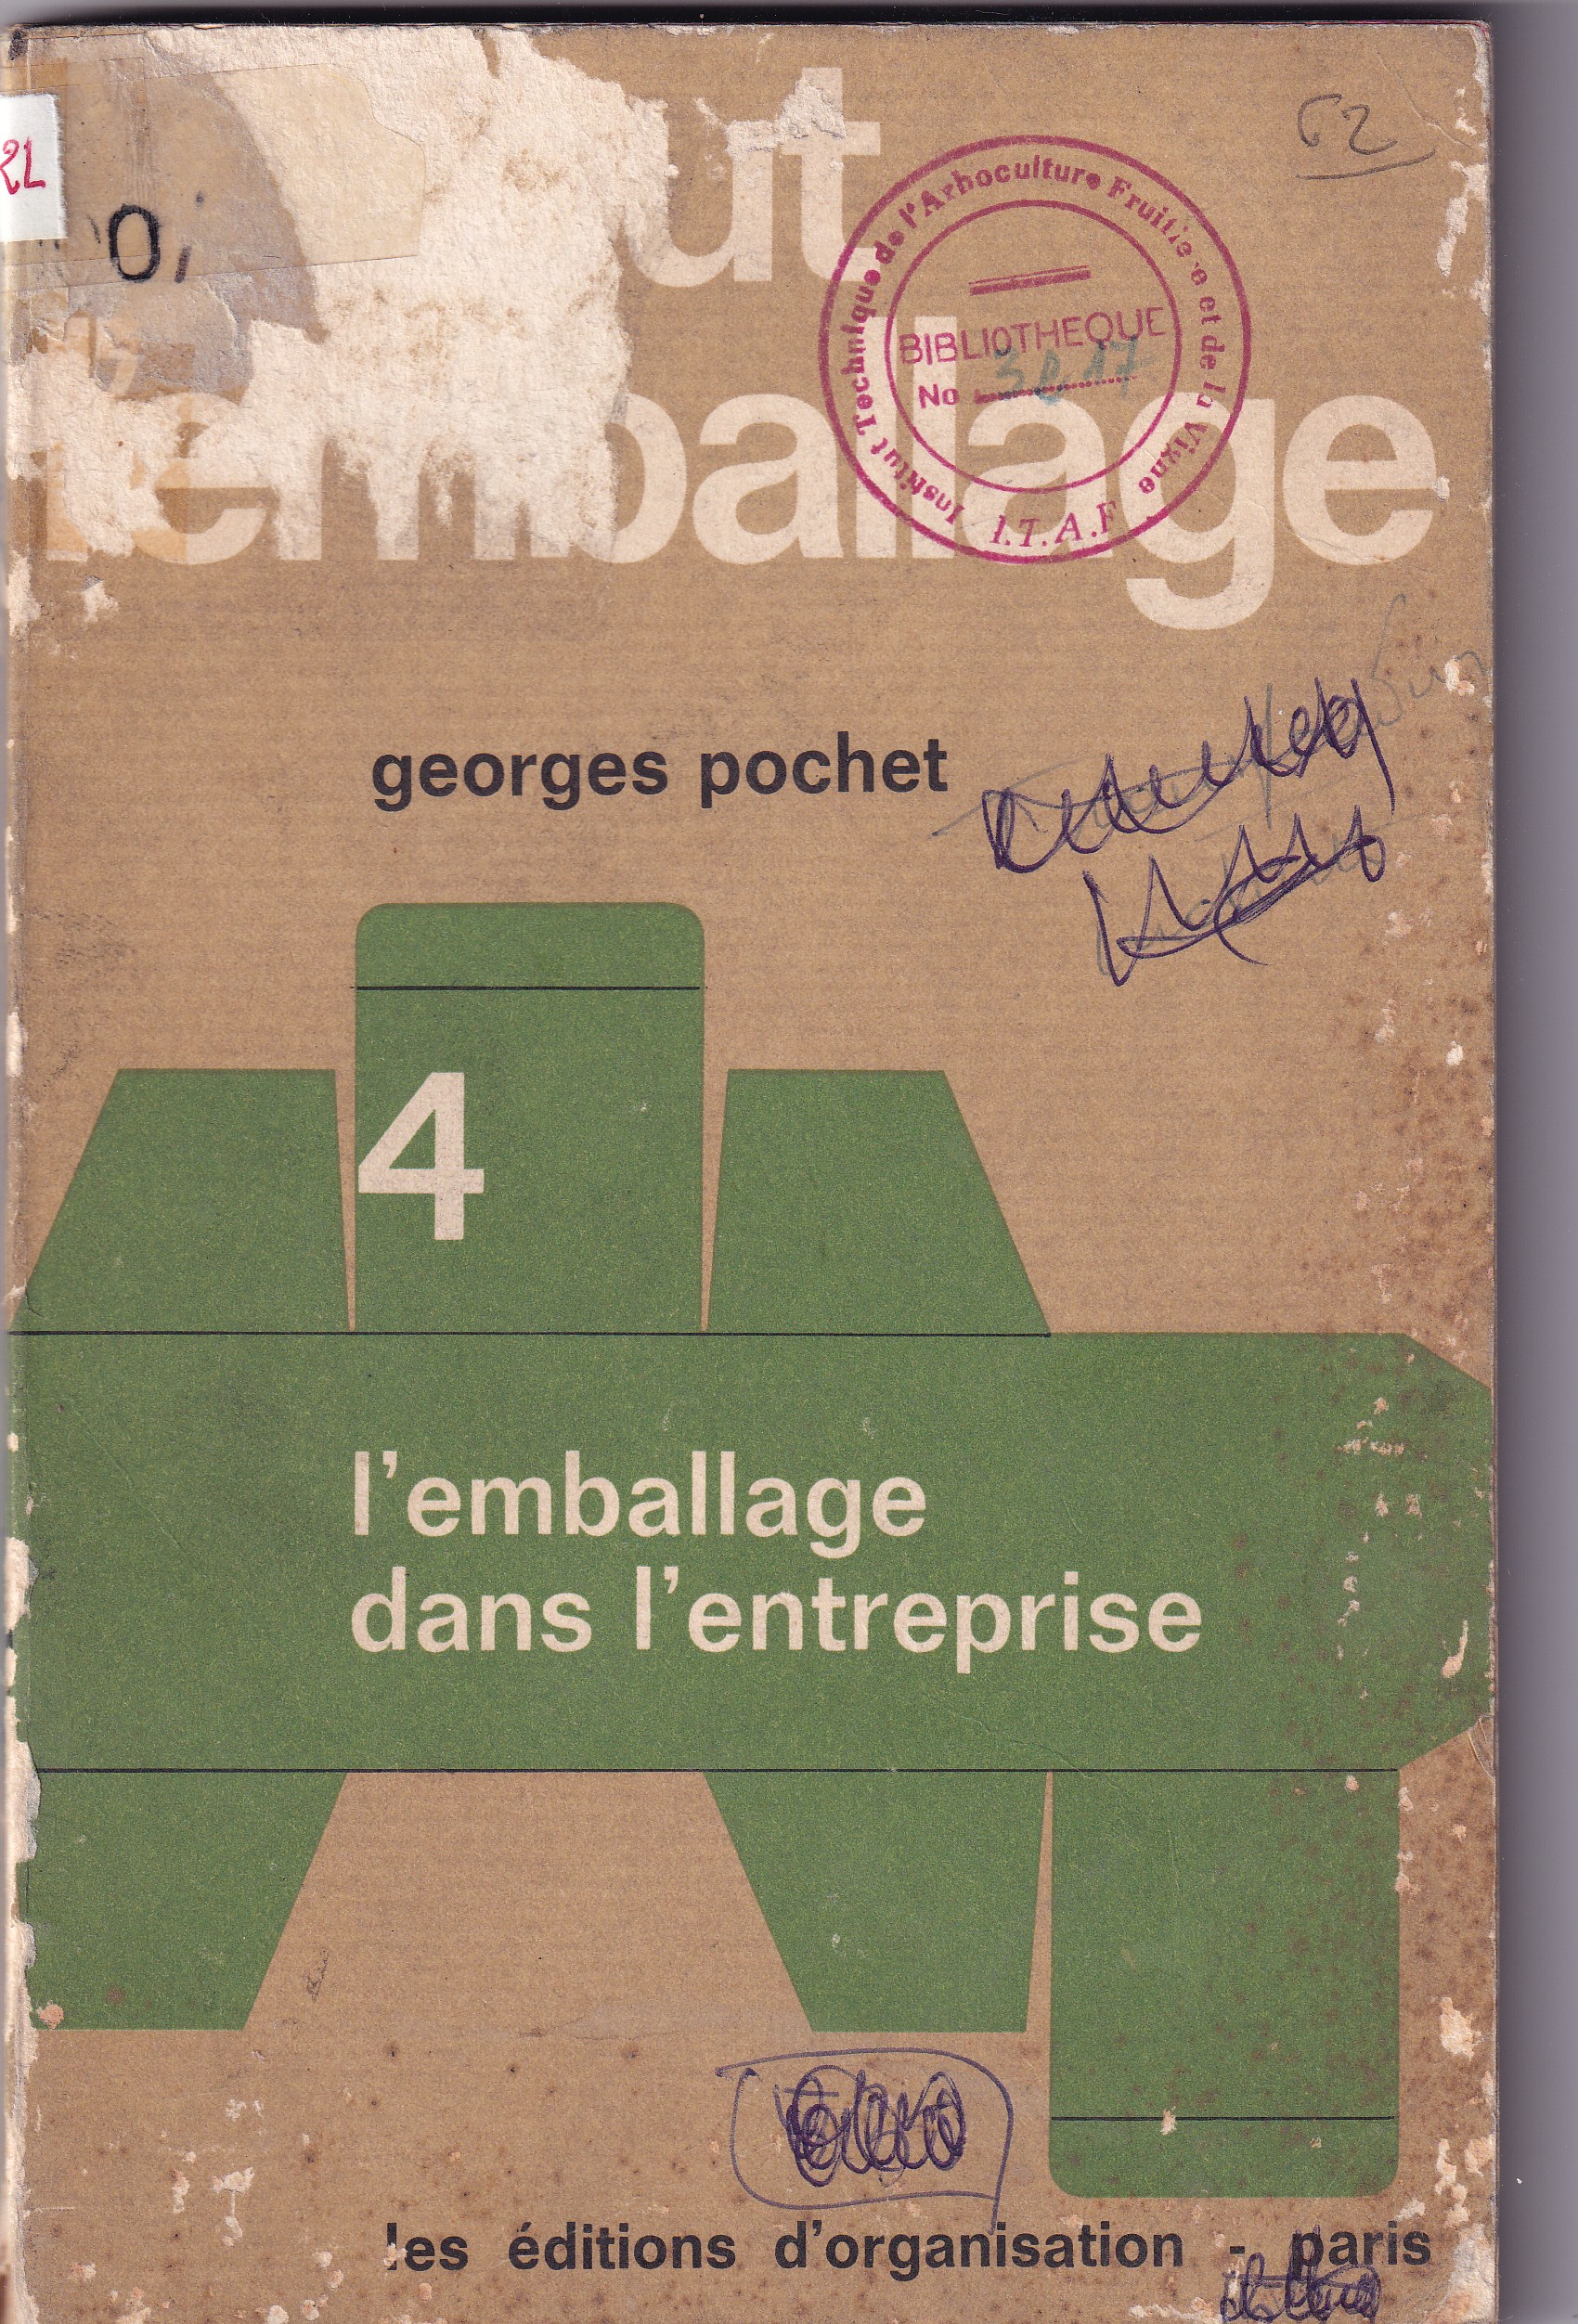 62
2L
ut
l'emballage
Institut Technique de l'Arboculture Fruitière et de la Vigne
BIBLIOTHEQUE
No
I.T.A.F
georges pochet
4
l'emballage
dans l'entreprise
les éditions d'organisation - paris